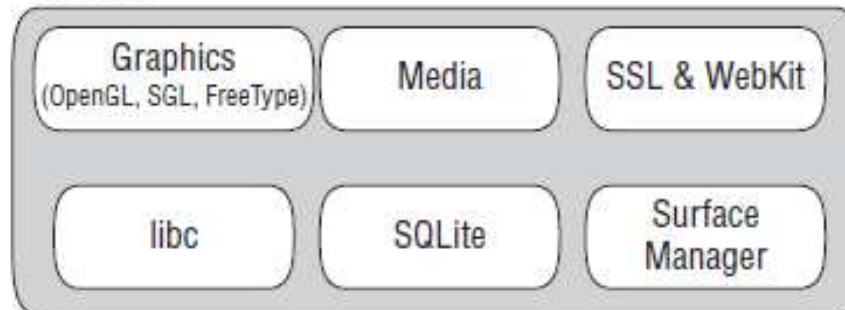 Graphics
(OpenGL, SGL, FreeType)
Media
SSL & WebKit
libc
SQLite
Surface
Manager